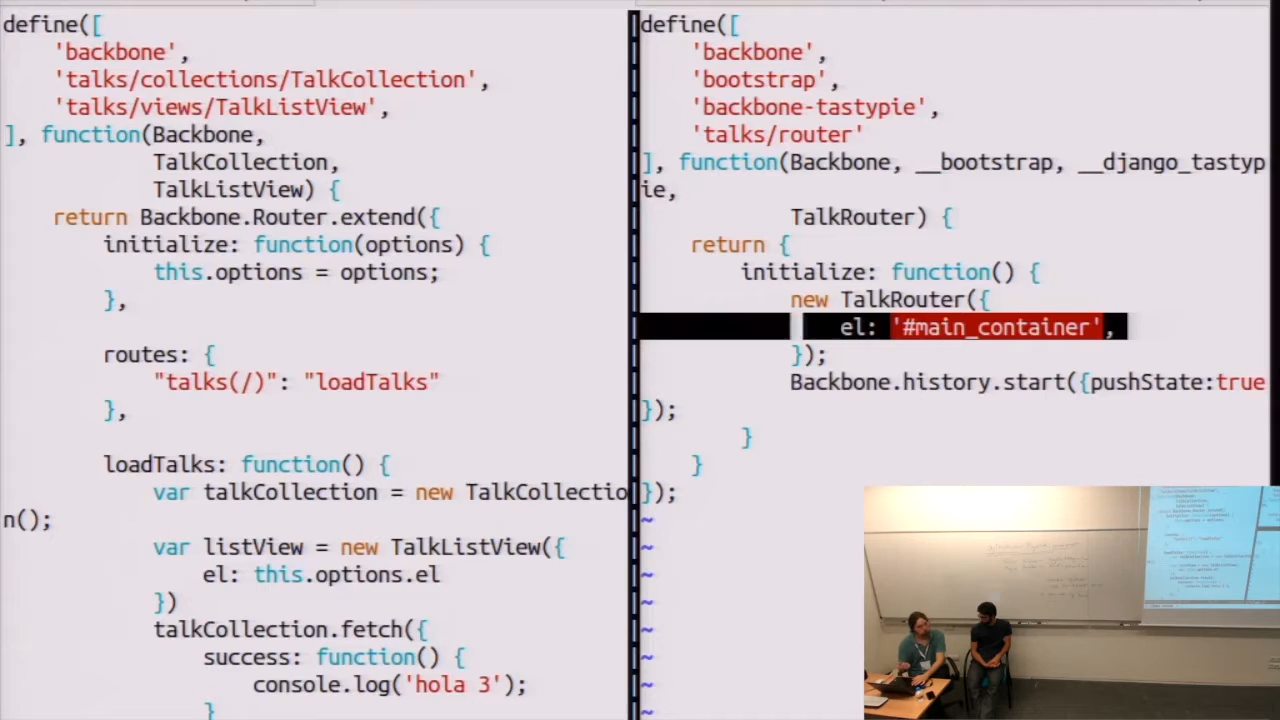 define([
    'backbone',
    'talks/collections/TalkCollection',
    'talks/views/TalkListView',
], function(Backbone,
            TalkCollection,
            TalkListView) {
    return Backbone.Router.extend({
        initialize: function(options) {
            this.options = options;
        },

        routes: {
            "talks(/)": "loadTalks"
        },

        loadTalks: function() {
            var talkCollection = new TalkCollectio
n();
            var listView = new TalkListView({
                el: this.options.el
            })
            talkCollection.fetch({
                success: function() {
                    console.log('hola 3');
                }
define([
    'backbone',
    'bootstrap',
    'backbone-tastypie',
    'talks/router'
], function(Backbone, __bootstrap, __django_tastyp
ie,
            TalkRouter) {
    return {
        initialize: function() {
            new TalkRouter({
                el: '#main_container',
            });
            Backbone.history.start({pushState:true
});
        }
    }
});
~
~
~
~
~
~
~
~